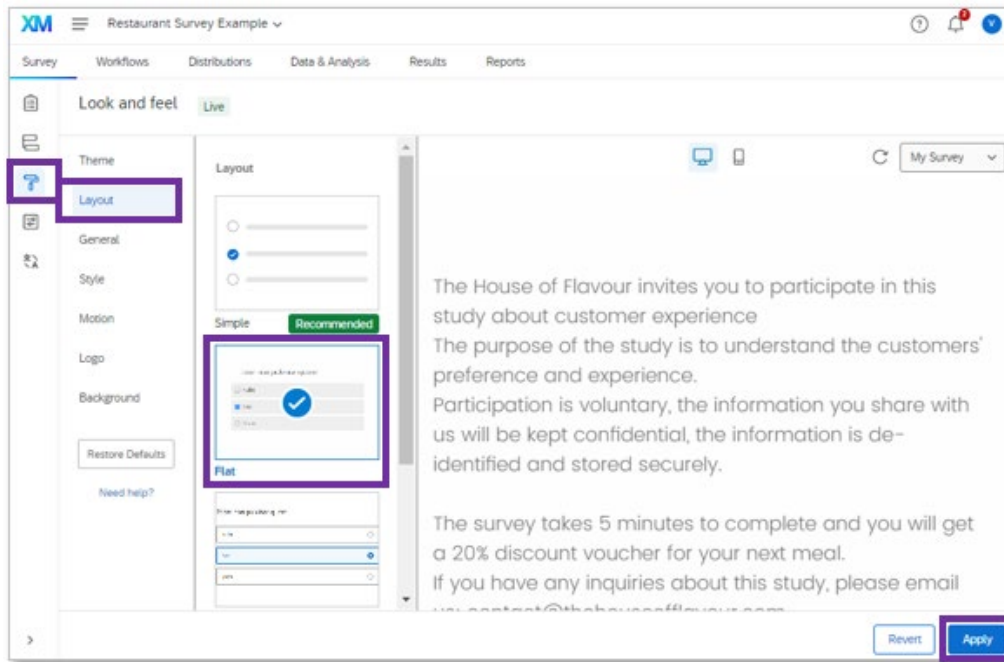 XM Restaurant Survey Example
2
V
Survey Workflows Distributions Data & Analysis Results Reports
Look and feel Live
Theme
Layout
General
Style
Motion
Logo
Background
Restore Defaults
Need help?
Layout
Simple Recommended
Flat
My Survey
The House of Flavour invites you to participate in this
study about customer experience
The purpose of the study is to understand the customers'
preference and experience.
Participation is voluntary, the information you share with
us will be kept confidential, the information is de-
identified and stored securely.
The survey takes 5 minutes to complete and you will get
a 20% discount voucher for your next meal.
If you have any inquiries about this study, please email
us: contact@thehouseofflavour.com
Revert Apply